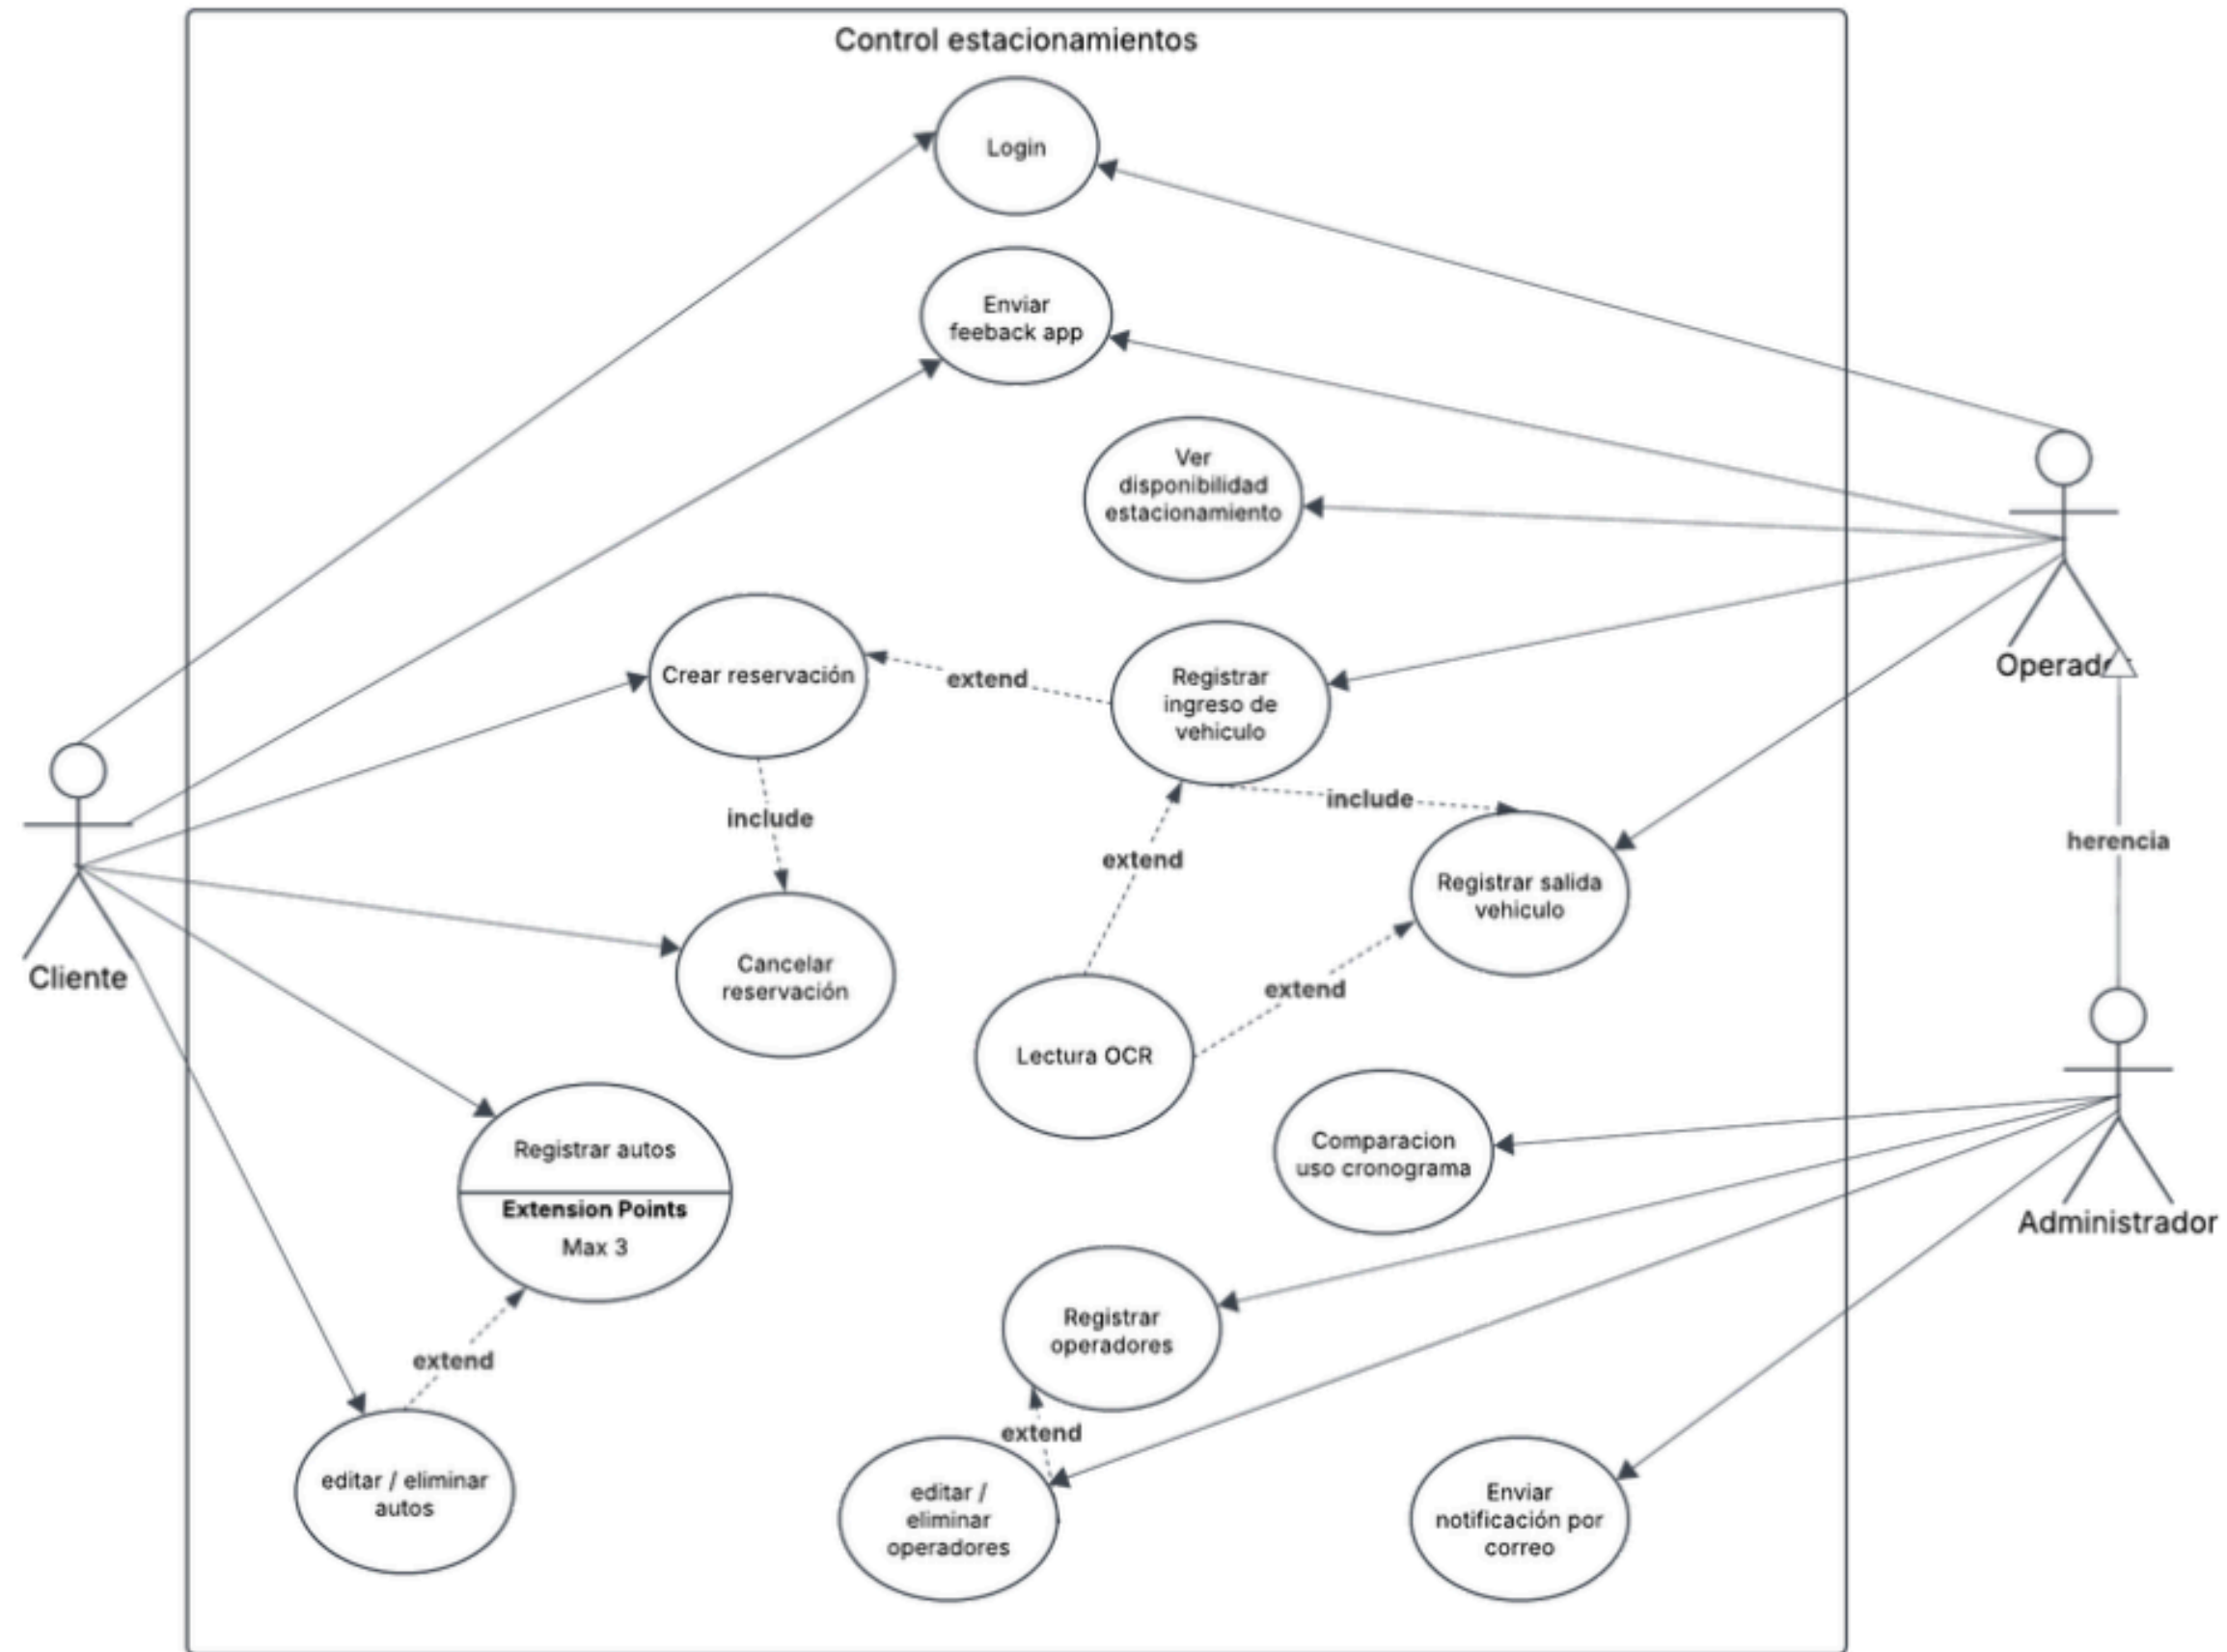 Control estacionamientos
Login
Enviar
feeback app
Ver
disponibilidad
estacionamiento
Crear reservación
extend
Registrar
ingreso de
vehiculo
include
include
extend
Registrar salida
vehiculo
Cancelar
reservación
extend
Lectura OCR
Cliente
Operador
herencia
Administrador
Registrar autos
Extension Points
Max 3
Comparacion
uso cronograma
extend
editar / eliminar
autos
Registrar
operadores
extend
editar /
eliminar
operadores
Enviar
notificación por
correo